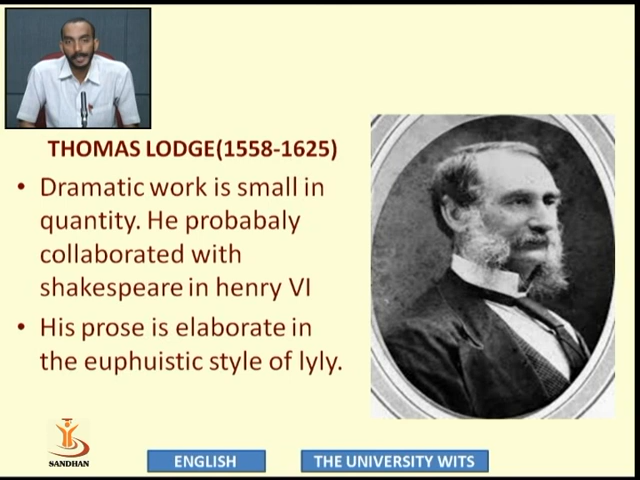 THOMAS LODGE(1558-1625)
• Dramatic work is small in
quantity. He probabaly
collaborated with
shakespeare in henry VI
• His prose is elaborate in
the euphuistic style of lyly.
SANDHAN
ENGLISH
THE UNIVERSITY WITS